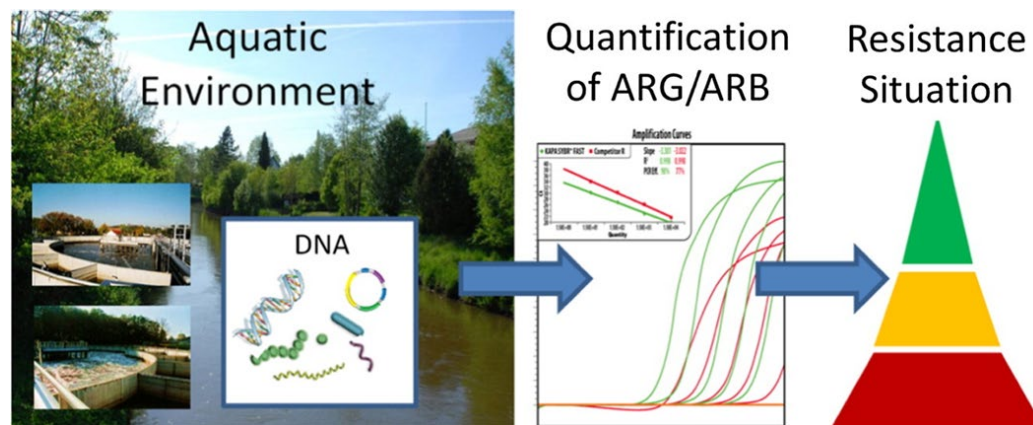 Aquatic
Environment
DNA
Quantification
of ARG/ARB
Amplification Curves
KAPA SYBR® FAST
Competitor R
Slope
R²
PCR Eff.
Quantity
Resistance
Situation